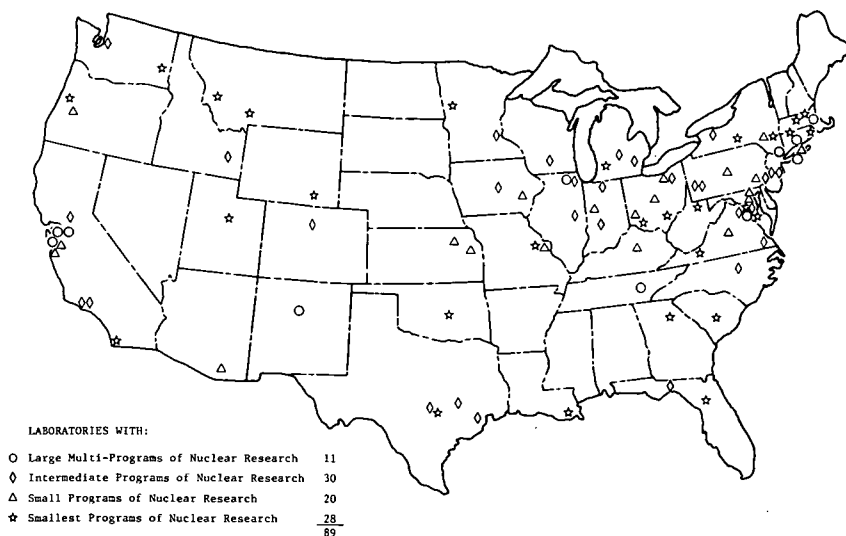 LABORATORIES WITH:
Large Multi-Programs of Nuclear Research 11
Intermediate Programs of Nuclear Research 30
Small Programs of Nuclear Research 20
Smallest Programs of Nuclear Research 28
89